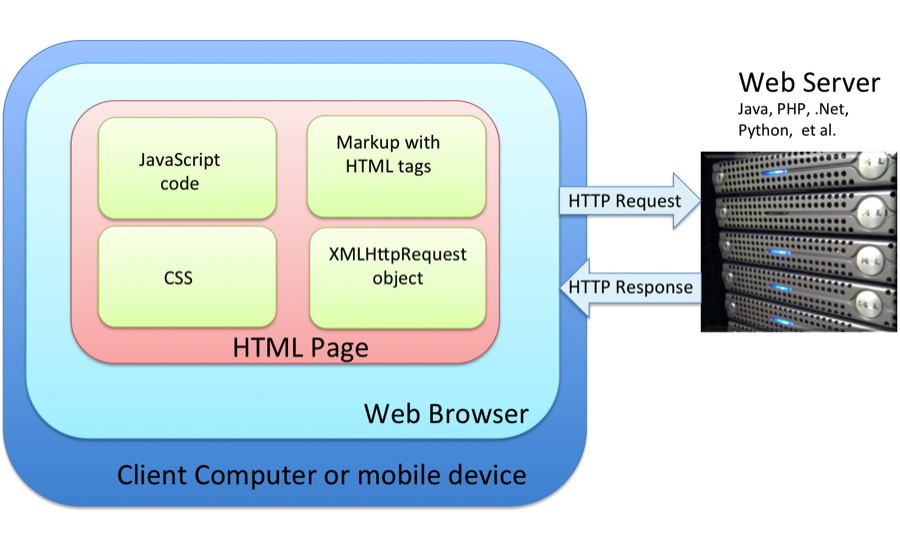 Web Server
Java, PHP, .Net,
Python, et al.
JavaScript
code
Markup with
HTML tags
HTTP Request
CSS
XMLHttpRequest
object
HTTP Response
HTML Page
Web Browser
Client Computer or mobile device